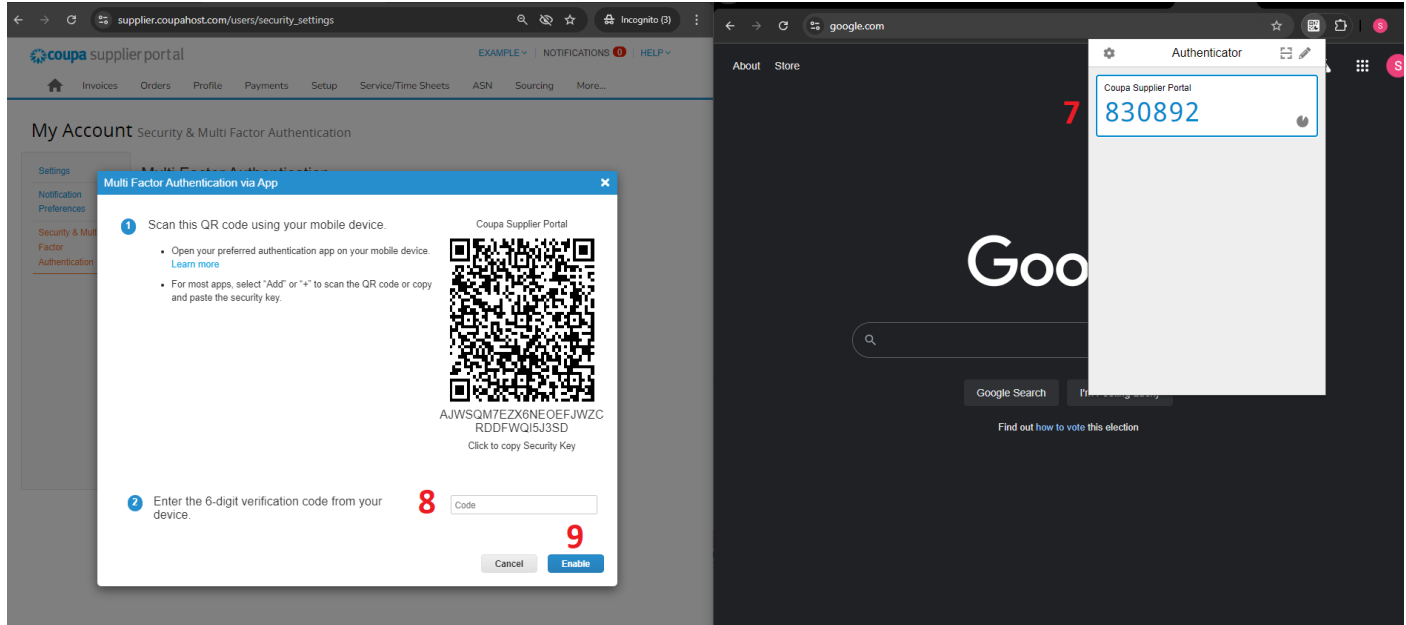 supplier.coupahost.com/users/security_settings
Incognito (3)
coupa supplier portal
EXAMPLE
NOTIFICATIONS 0
HELP
Invoices Orders Profile Payments Setup Service/Time Sheets ASN Sourcing More...
My Account Security & Multi Factor Authentication
Settings
Multi Factor Authentication
Notification
Preferences
Security & Mult
Factor
Authentication
Multi Factor Authentication via App
1 Scan this QR code using your mobile device.
• Open your preferred authentication app on your mobile device.
Learn more
• For most apps, select "Add" or "+" to scan the QR code or copy
and paste the security key.
Coupa Supplier Portal
AJWSQM7EZX6NEOEFJWZC
RDDFWQI5J3SD
Click to copy Security Key
2 Enter the 6-digit verification code from your
device.
8
Code
9
Cancel
Enable
google.com
S
About Store
S
Authenticator
7
Coupa Supplier Portal
830892
Goo
Google Search
I'm Feeling Lucky
Find out how to vote this election